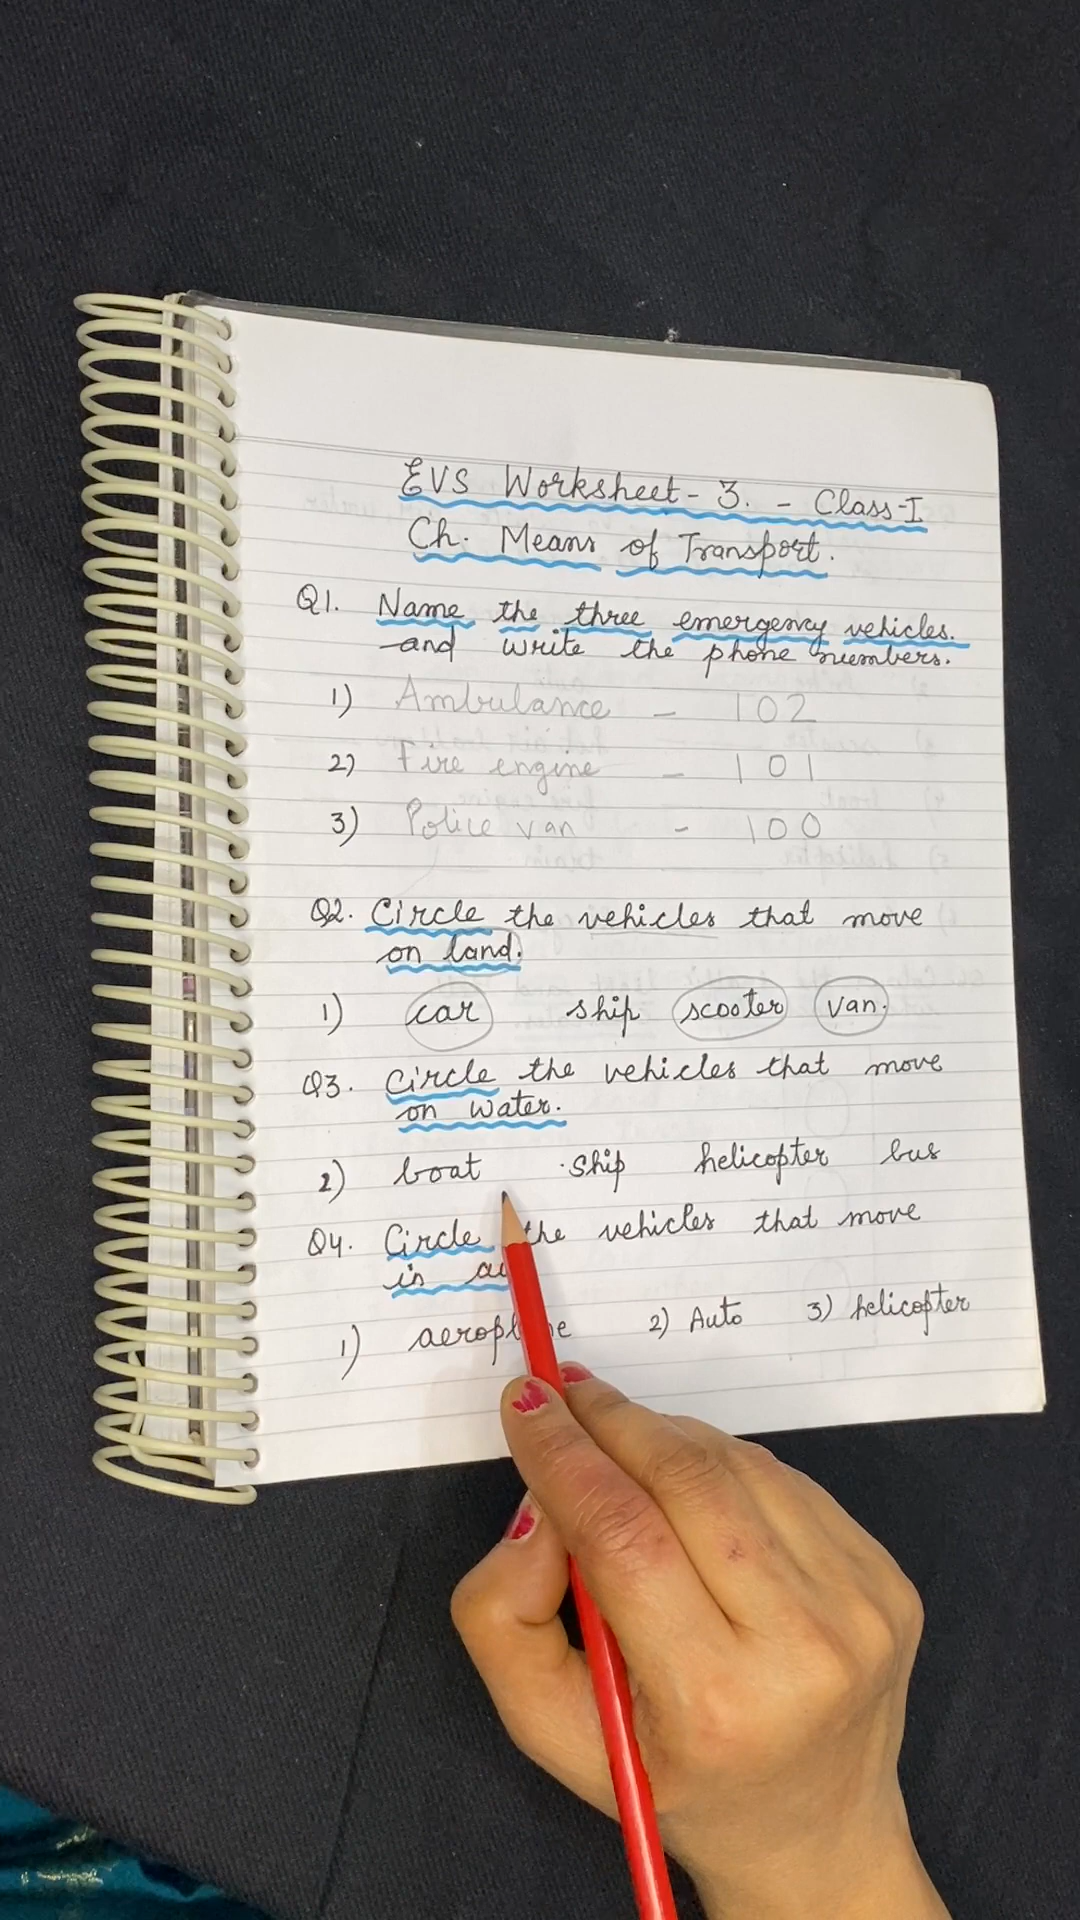 EVS Worksheet - 3. - Class-I
Ch. Means of Transport.
Q1. Name the three emergency vehicles.
and write the phone numbers.
1) Ambulance - 102
2) Fire engine - 101
3) Police van - 100
Q2. Circle the vehicles that move
on land.
1) car ship scooter van.
Q3. Circle the vehicles that move
on water.
2) boat ship helicopter bus
Q4. Circle the vehicles that move
in
1) 2) Auto 3) helicopter